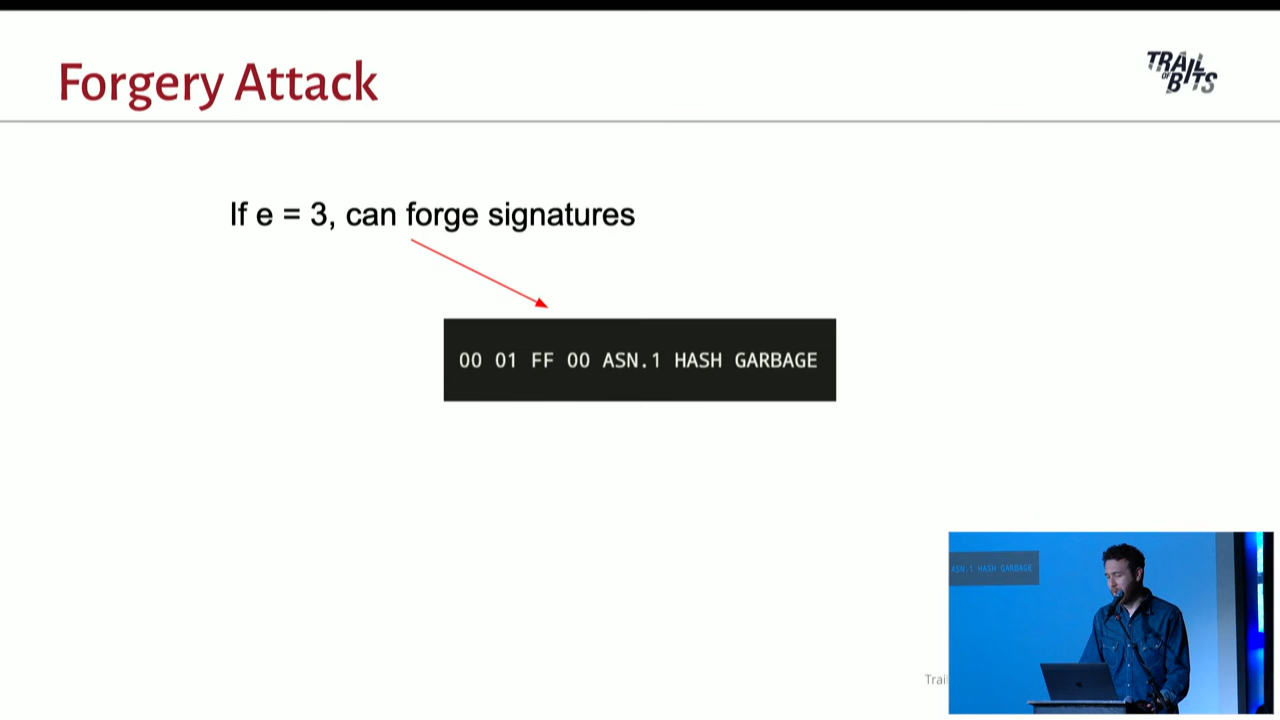 Forgery Attack
TRAIL
OF
BITS
If e = 3, can forge signatures
00 01 FF 00 ASN.1 HASH GARBAGE
ASN.1 HASH GARBAGE
Trail